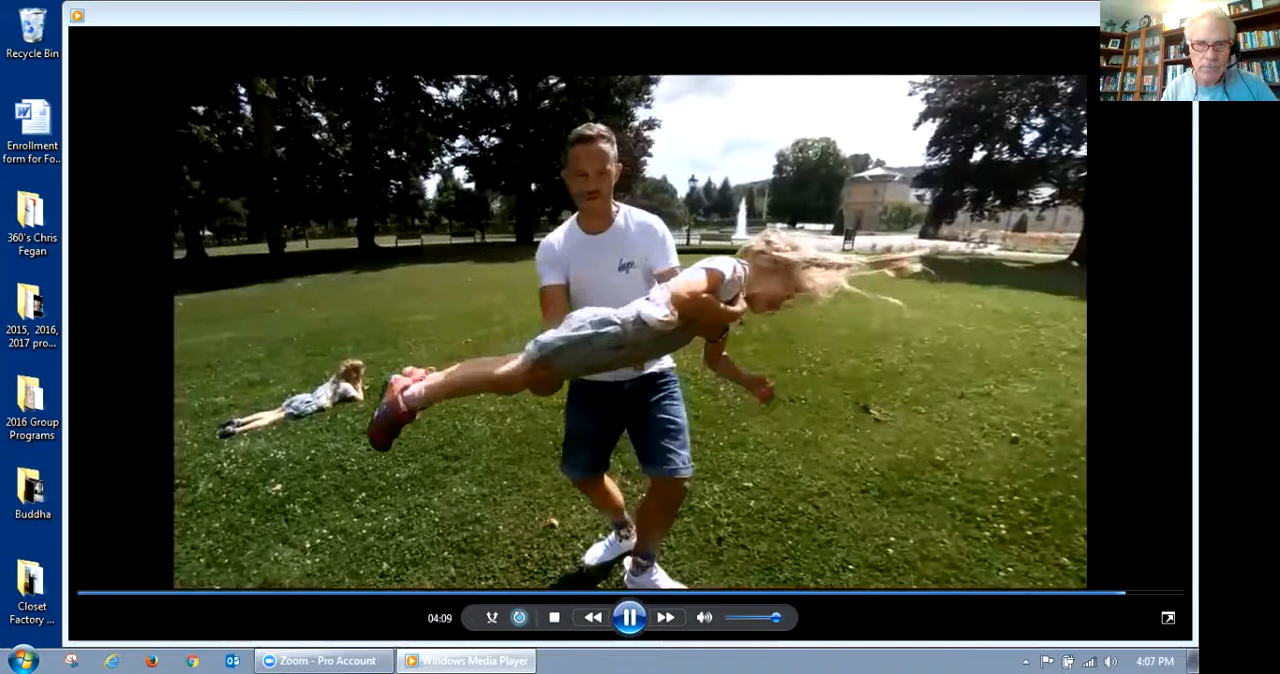 Recycle Bin
Enrollment
form for Fo...
360's Chris
Fegan
2015, 2016,
2017 pro...
2016 Group
Programs
Buddha
Closet
Factory ...
04:09
Zoom - Pro Account
Windows Media Player
4:07 PM